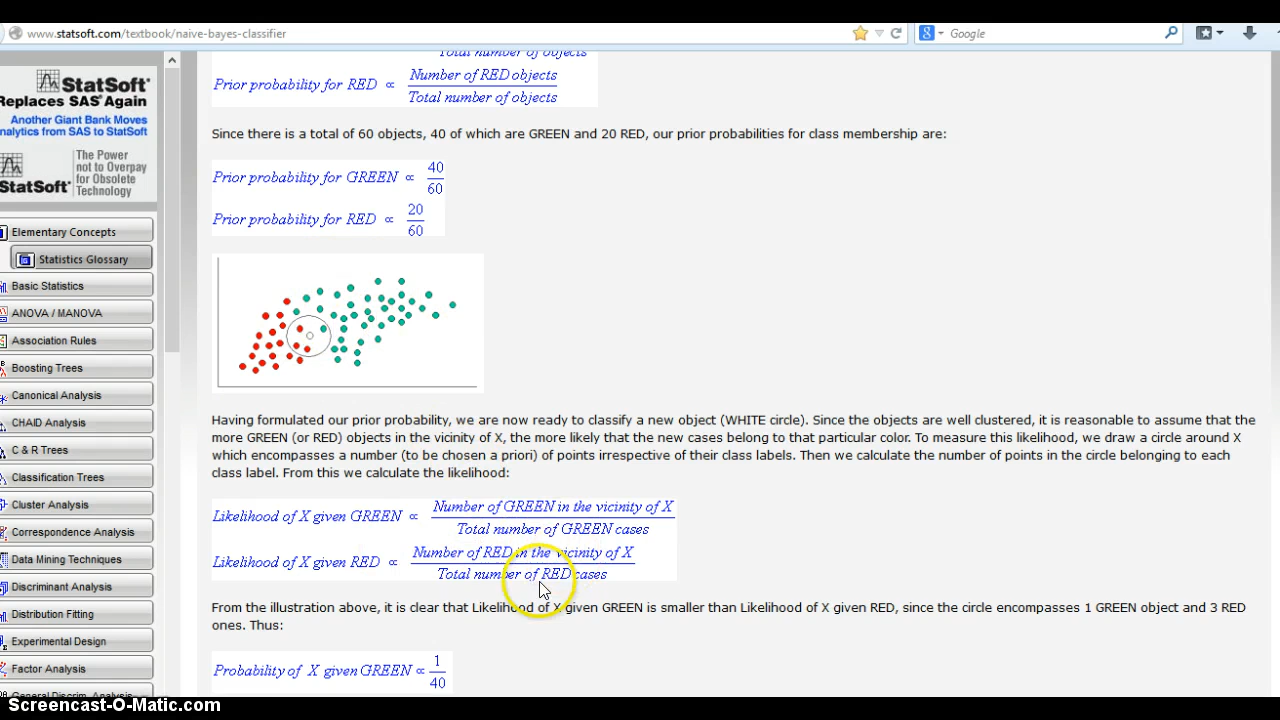 www.statsoft.com/textbook/naive-bayes-classifier
Google
StatSoft®
Replaces SAS® Again
Another Giant Bank Moves
nalytics from SAS to StatSoft
The Power
not to Overpay
for Obsolete
Technology
StatSoft®
Elementary Concepts
Statistics Glossary
Basic Statistics
ANOVA / MANOVA
Association Rules
Boosting Trees
Canonical Analysis
CHAID Analysis
C & R Trees
Classification Trees
Cluster Analysis
Correspondence Analysis
Data Mining Techniques
Discriminant Analysis
Distribution Fitting
Experimental Design
Factor Analysis
General Discrim. Analysis
Total number of objects
Prior probability for RED ∝ Number of RED objects
Total number of objects
Since there is a total of 60 objects, 40 of which are GREEN and 20 RED, our prior probabilities for class membership are:
Prior probability for GREEN ∝ 40
60
Prior probability for RED ∝ 20
60
Having formulated our prior probability, we are now ready to classify a new object (WHITE circle). Since the objects are well clustered, it is reasonable to assume that the
more GREEN (or RED) objects in the vicinity of X, the more likely that the new cases belong to that particular color. To measure this likelihood, we draw a circle around X
which encompasses a number (to be chosen a priori) of points irrespective of their class labels. Then we calculate the number of points in the circle belonging to each
class label. From this we calculate the likelihood:
Likelihood of X given GREEN ∝ Number of GREEN in the vicinity of X
Total number of GREEN cases
Likelihood of X given RED ∝ Number of RED in the vicinity of X
Total number of RED cases
From the illustration above, it is clear that Likelihood of X given GREEN is smaller than Likelihood of X given RED, since the circle encompasses 1 GREEN object and 3 RED
ones. Thus:
Probability of X given GREEN ∝ 1
40
Screencast-O-Matic.com